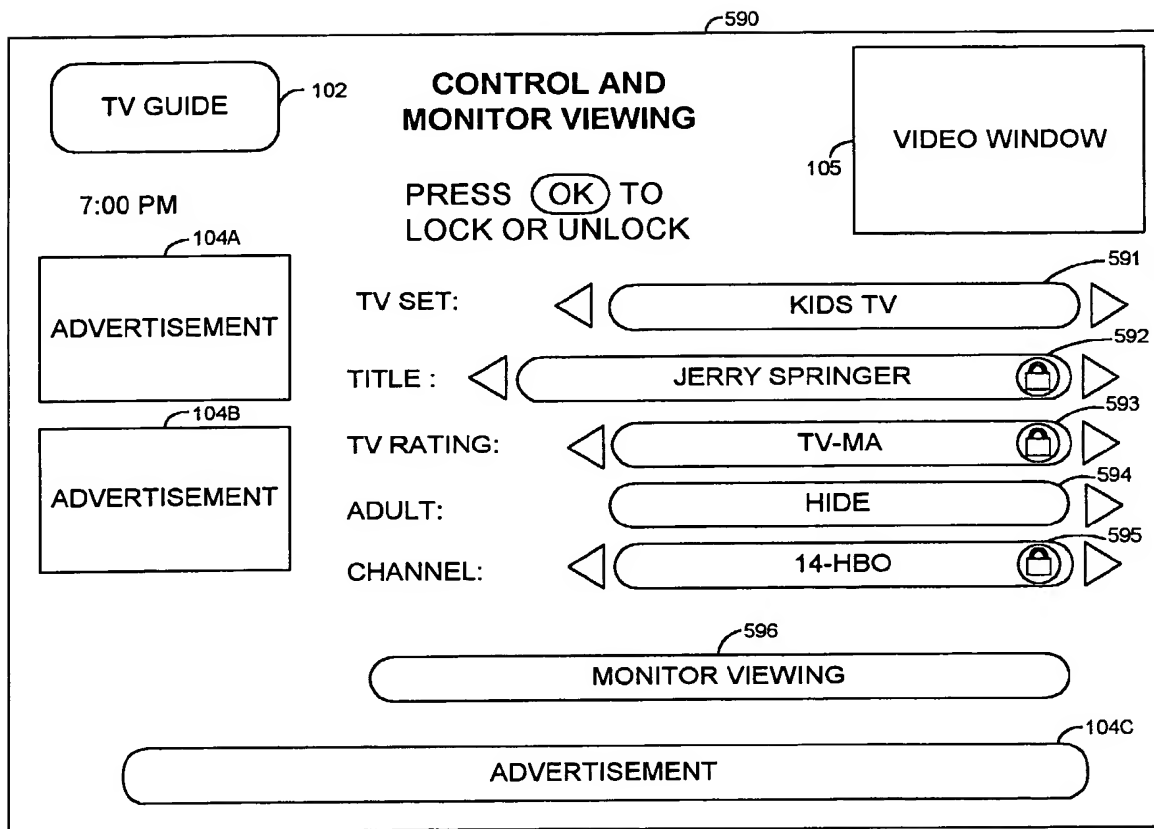 590
TV GUIDE
102
CONTROL AND
MONITOR VIEWING
VIDEO WINDOW
105
7:00 PM
PRESS OK TO
LOCK OR UNLOCK
104A
ADVERTISEMENT
104B
ADVERTISEMENT
591
TV SET: KIDS TV
592
TITLE : JERRY SPRINGER
593
TV RATING: TV-MA
594
ADULT: HIDE
595
CHANNEL: 14-HBO
596
MONITOR VIEWING
104C
ADVERTISEMENT